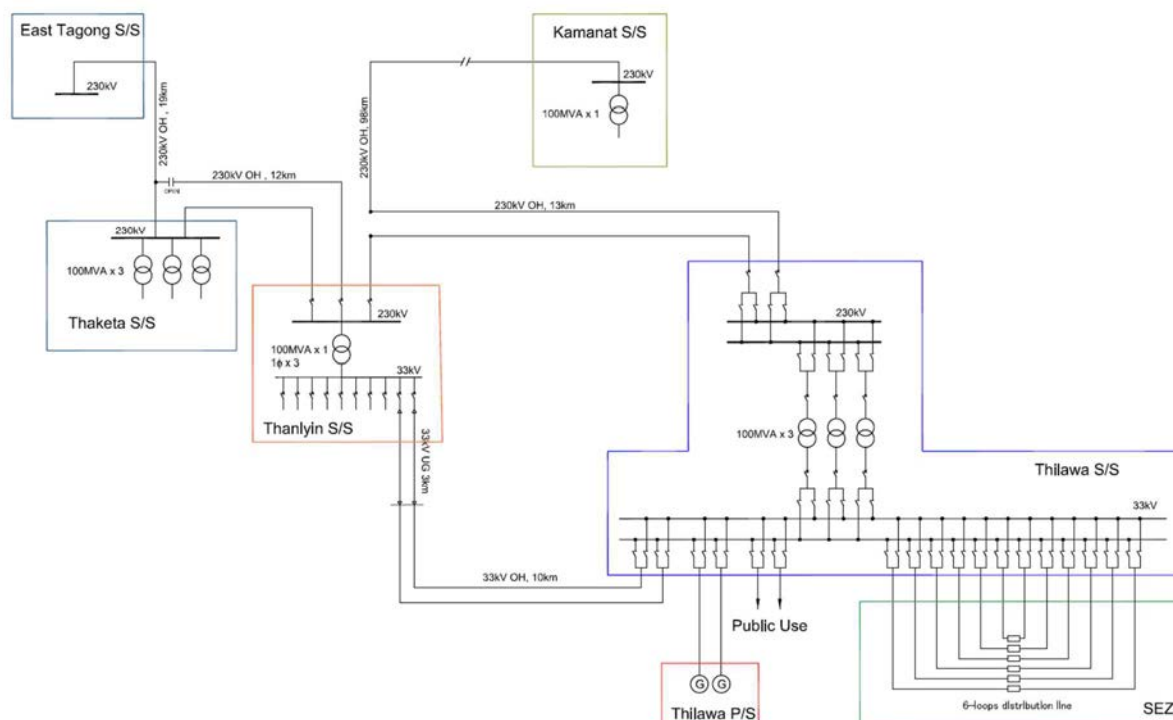 East Tagong S/S
230kV
230kV OH , 19km
OPEN
230kV OH , 12km
Kamanat S/S
230kV
100MVA x 1
230kV OH, 98km
230kV OH, 13km
230kV
100MVA x 3
Thaketa S/S
230kV
100MVA x 1
1ϕ x 3
33kV
Thanlyin S/S
33kV UG 3km
33kV OH, 10km
230kV
100MVA x 3
Thilawa S/S
33kV
Public Use
G G
Thilawa P/S
6-loops distribution line
SEZ